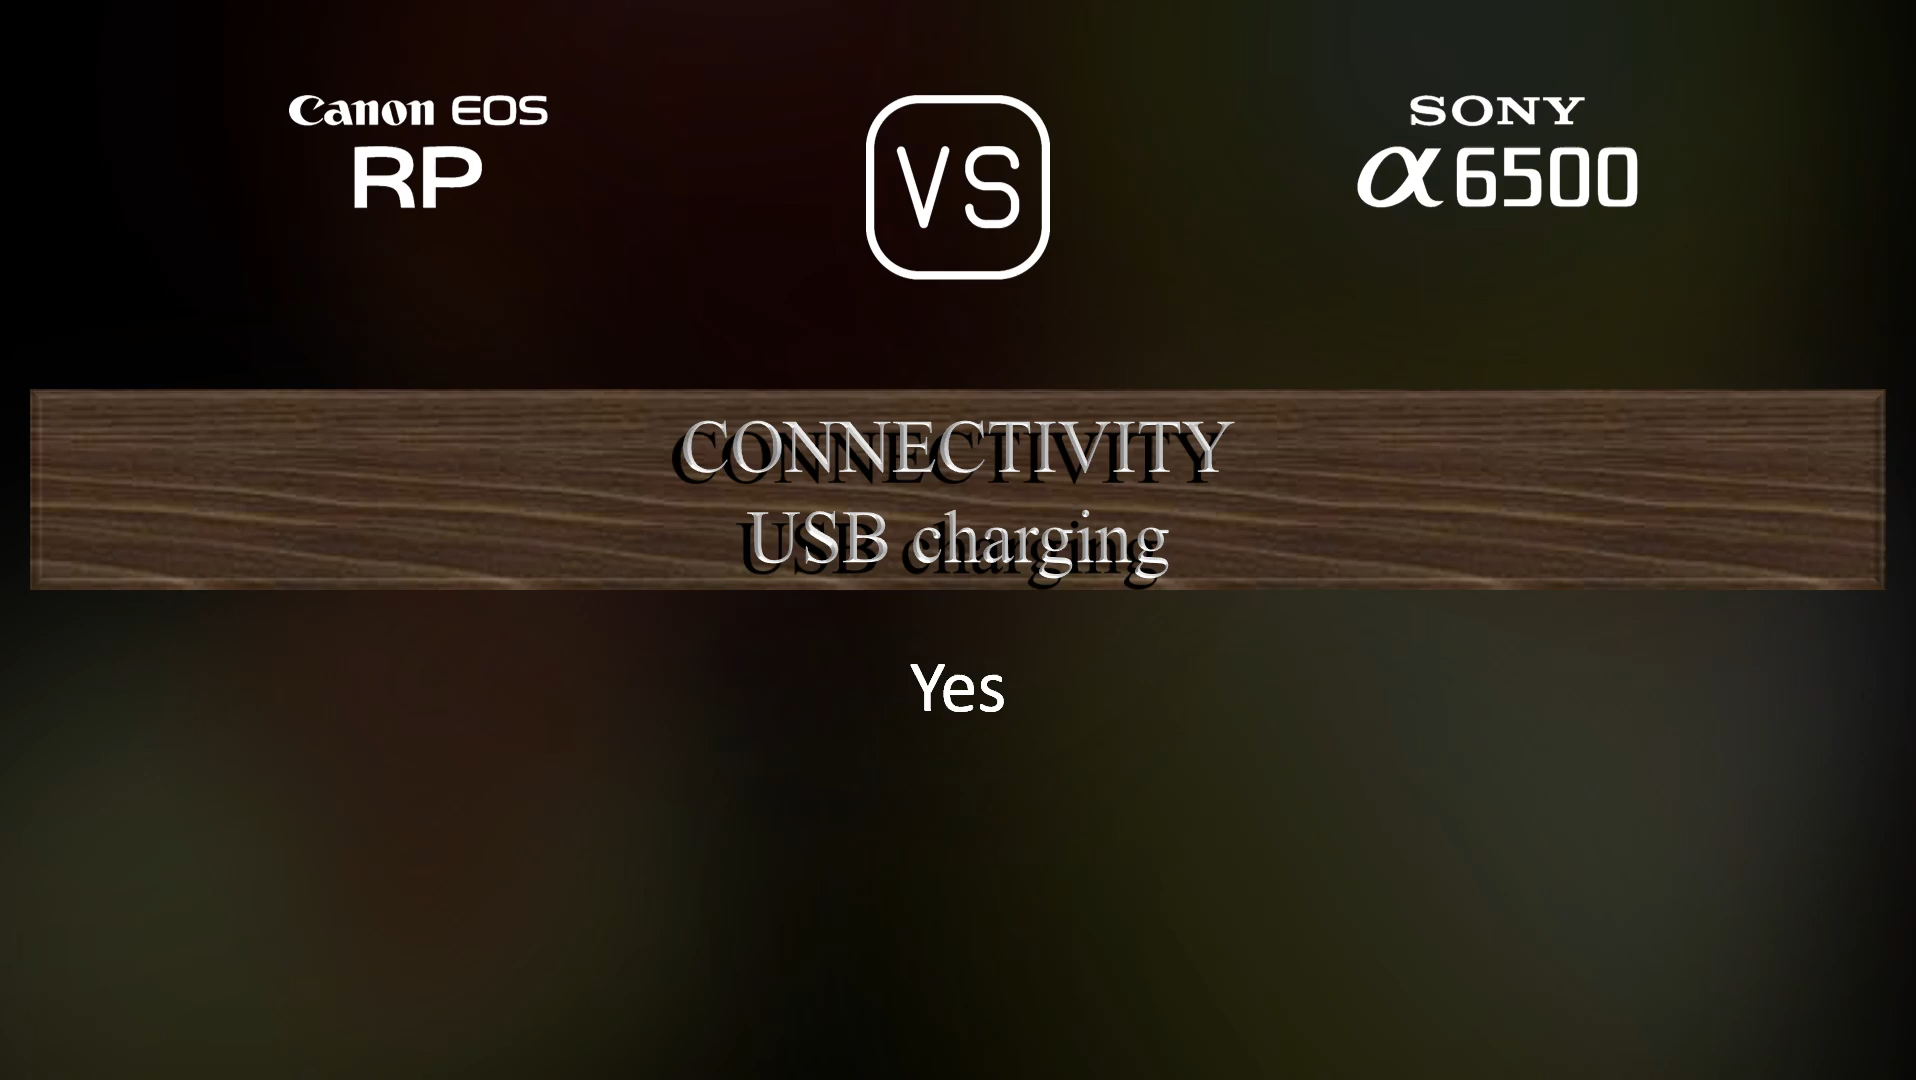 Canon EOS
RP
VS
SONY
α6500
CONNECTIVITY
USB charging
Yes